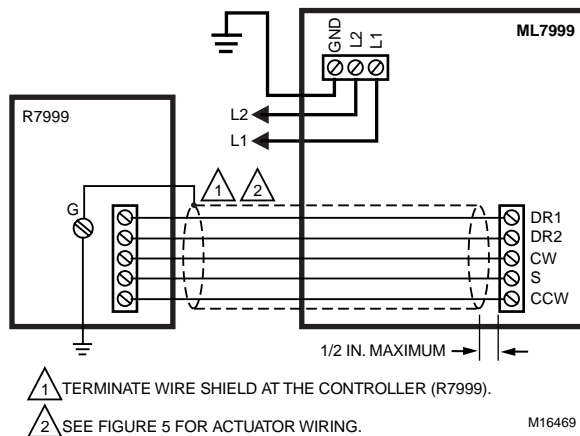 ML7999
GND
L2
L1
R7999
L2
L1
1
2
G
DR1
DR2
CW
S
CCW
1/2 IN. MAXIMUM
1 TERMINATE WIRE SHIELD AT THE CONTROLLER (R7999).
2 SEE FIGURE 5 FOR ACTUATOR WIRING.
M16469